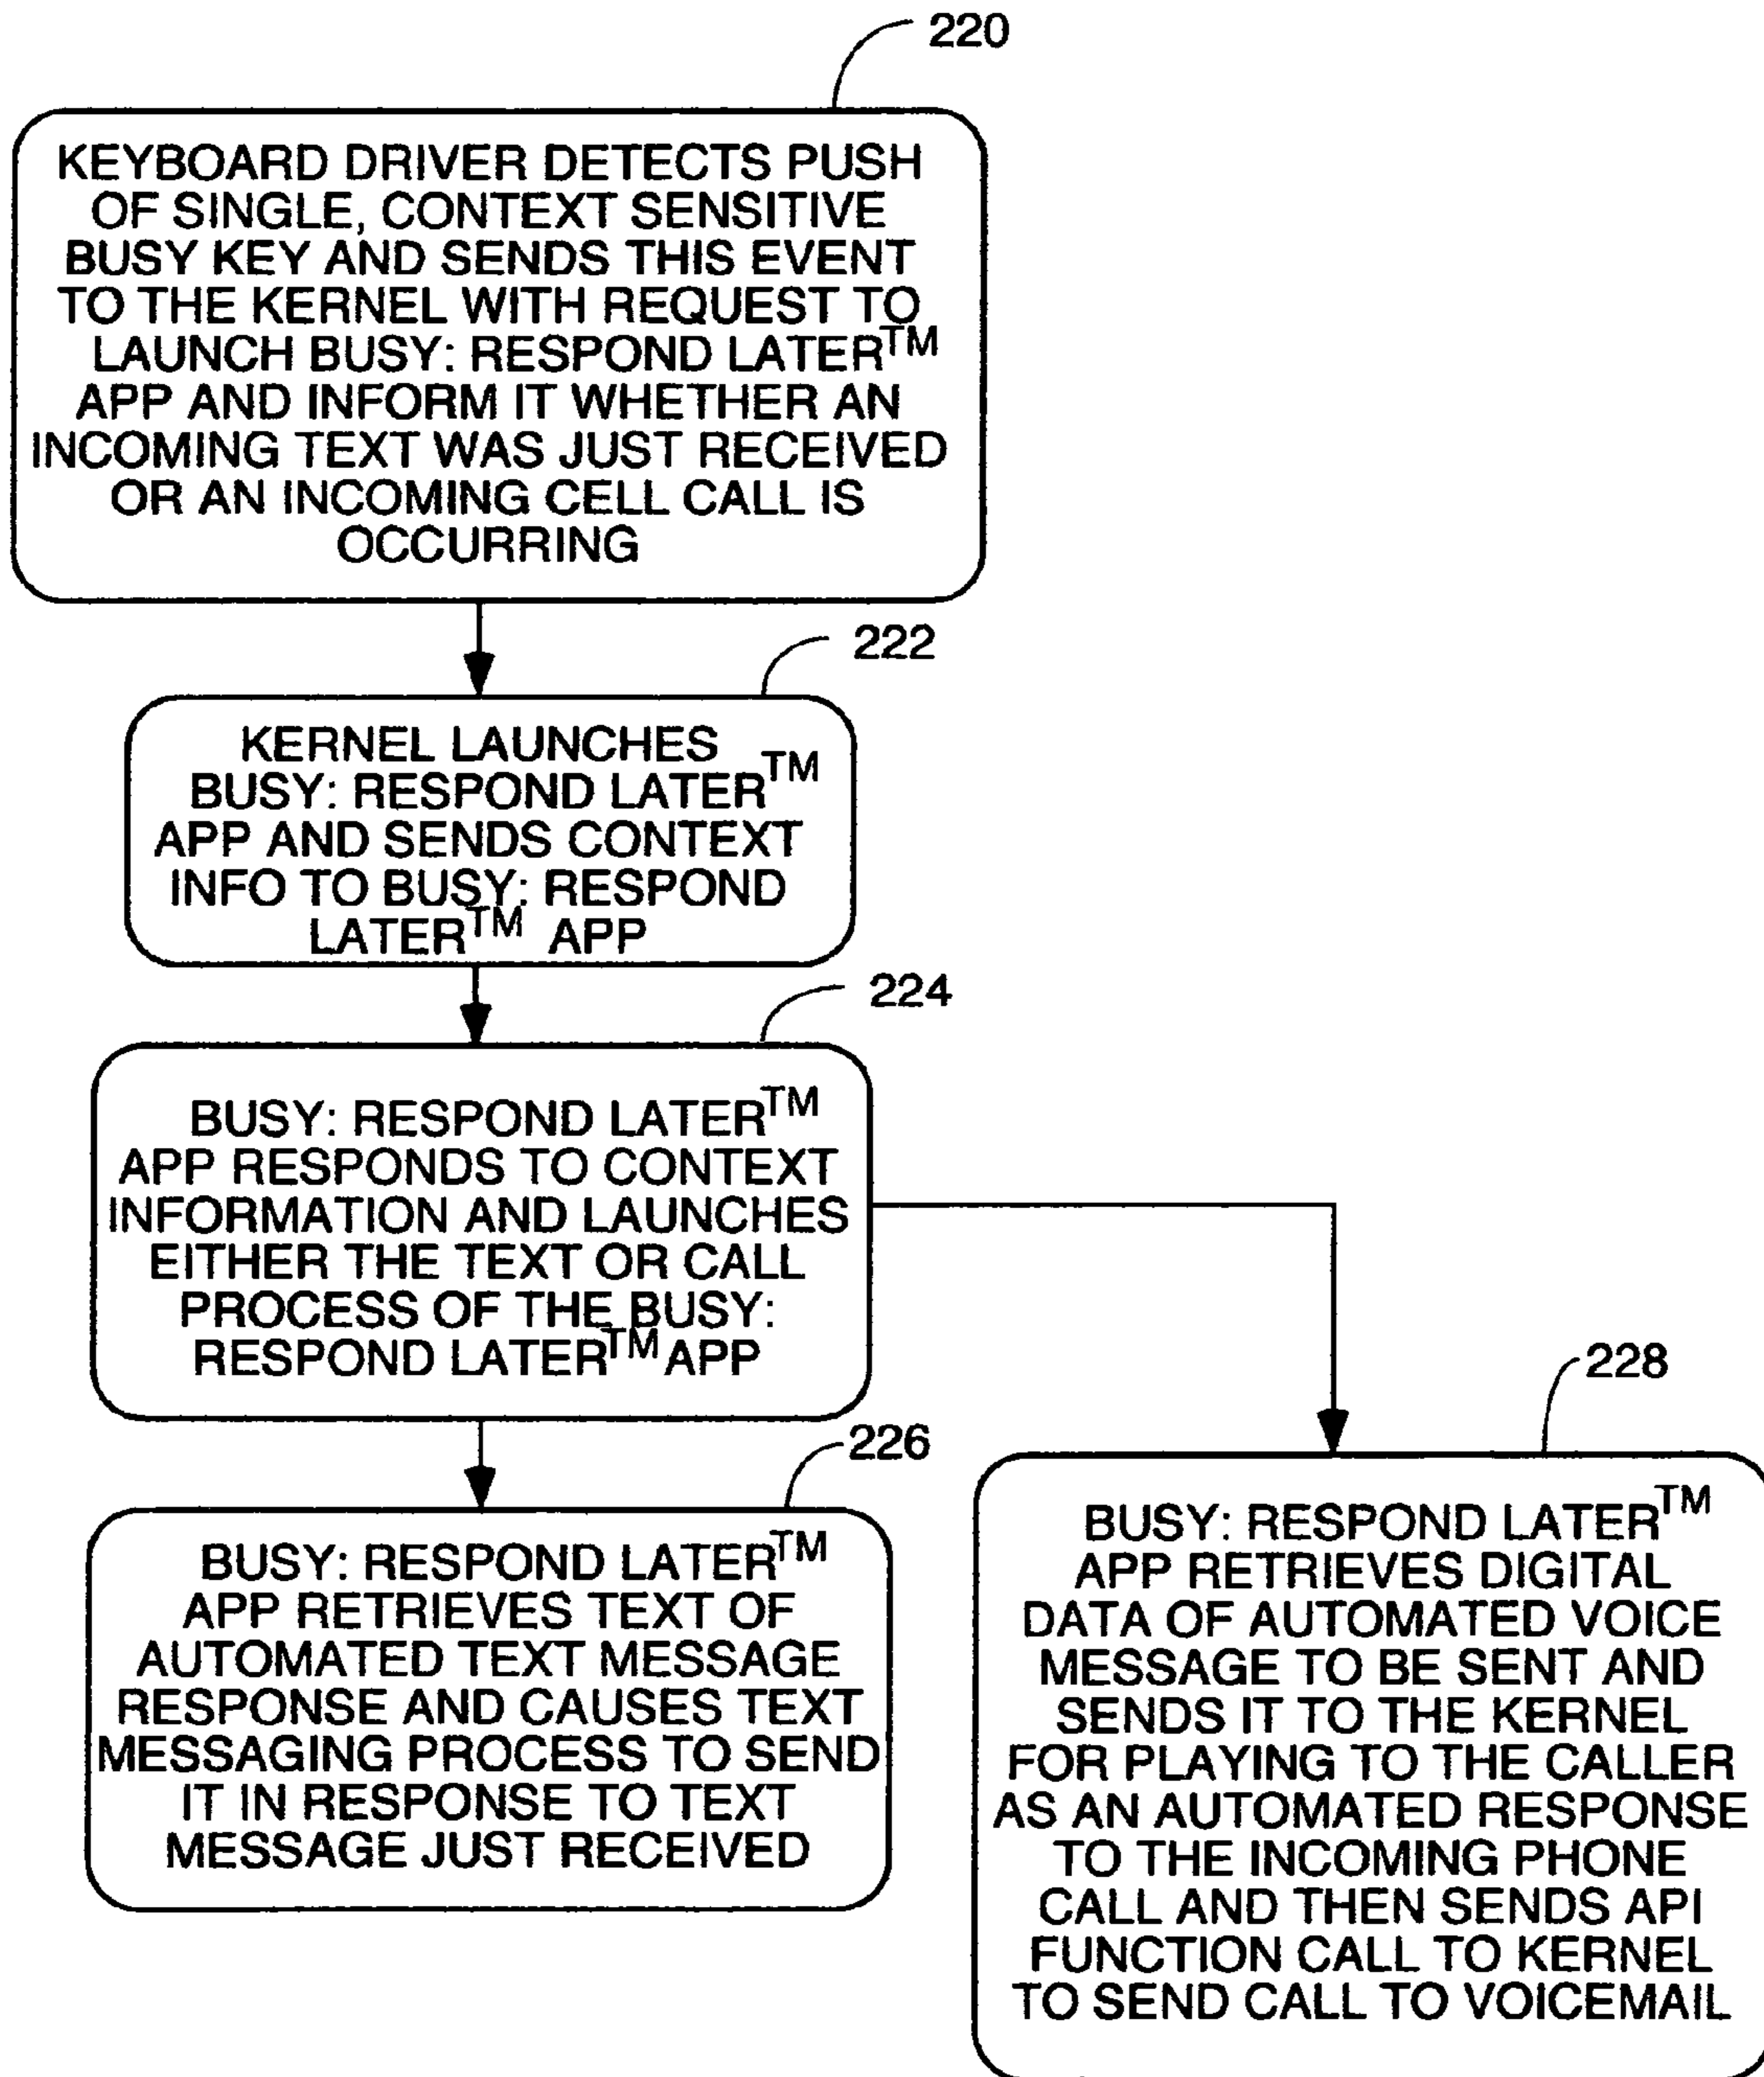 220
KEYBOARD DRIVER DETECTS PUSH
OF SINGLE, CONTEXT SENSITIVE
BUSY KEY AND SENDS THIS EVENT
TO THE KERNEL WITH REQUEST TO
LAUNCH BUSY: RESPOND LATER™
APP AND INFORM IT WHETHER AN
INCOMING TEXT WAS JUST RECEIVED
OR AN INCOMING CELL CALL IS
OCCURRING
222
KERNEL LAUNCHES
BUSY: RESPOND LATER™
APP AND SENDS CONTEXT
INFO TO BUSY: RESPOND
LATER™ APP
224
BUSY: RESPOND LATER™
APP RESPONDS TO CONTEXT
INFORMATION AND LAUNCHES
EITHER THE TEXT OR CALL
PROCESS OF THE BUSY:
RESPOND LATER™ APP
226
BUSY: RESPOND LATER™
APP RETRIEVES TEXT OF
AUTOMATED TEXT MESSAGE
RESPONSE AND CAUSES TEXT
MESSAGING PROCESS TO SEND
IT IN RESPONSE TO TEXT
MESSAGE JUST RECEIVED
228
BUSY: RESPOND LATER™
APP RETRIEVES DIGITAL
DATA OF AUTOMATED VOICE
MESSAGE TO BE SENT AND
SENDS IT TO THE KERNEL
FOR PLAYING TO THE CALLER
AS AN AUTOMATED RESPONSE
TO THE INCOMING PHONE
CALL AND THEN SENDS API
FUNCTION CALL TO KERNEL
TO SEND CALL TO VOICEMAIL